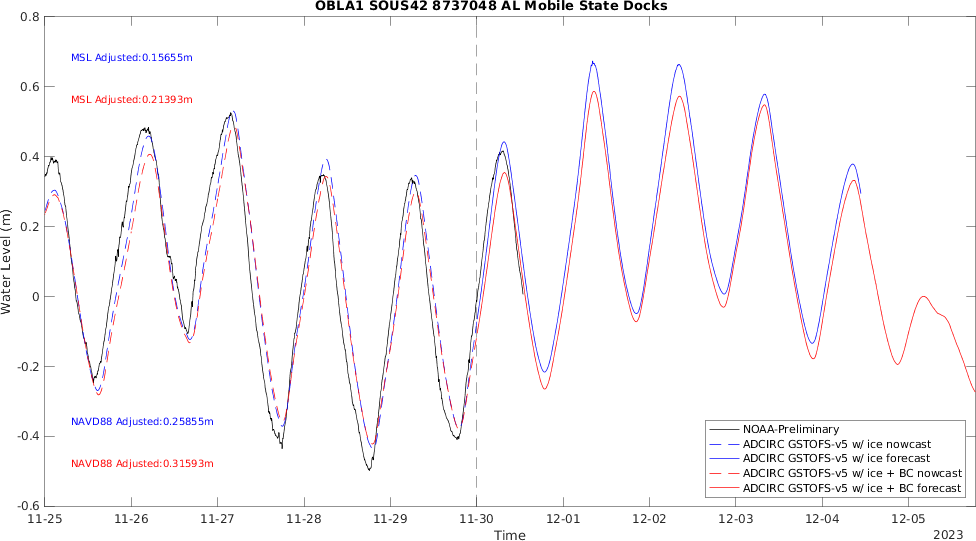 OBLA1 SOUS42 8737048 AL Mobile State Docks
0.8
MSL Adjusted:0.15655m
0.6
MSL Adjusted:0.21393m
0.4
0.2
Water Level (m)
0
-0.2
NAVD88 Adjusted:0.25855m
-0.4
NAVD88 Adjusted:0.31593m
-0.6
NOAA-Preliminary
ADCIRC GSTOFS-v5 w/ ice nowcast
ADCIRC GSTOFS-v5 w/ ice forecast
ADCIRC GSTOFS-v5 w/ ice + BC nowcast
ADCIRC GSTOFS-v5 w/ ice + BC forecast
11-25 11-26 11-27 11-28 11-29 11-30 12-01 12-02 12-03 12-04 12-05
Time
2023